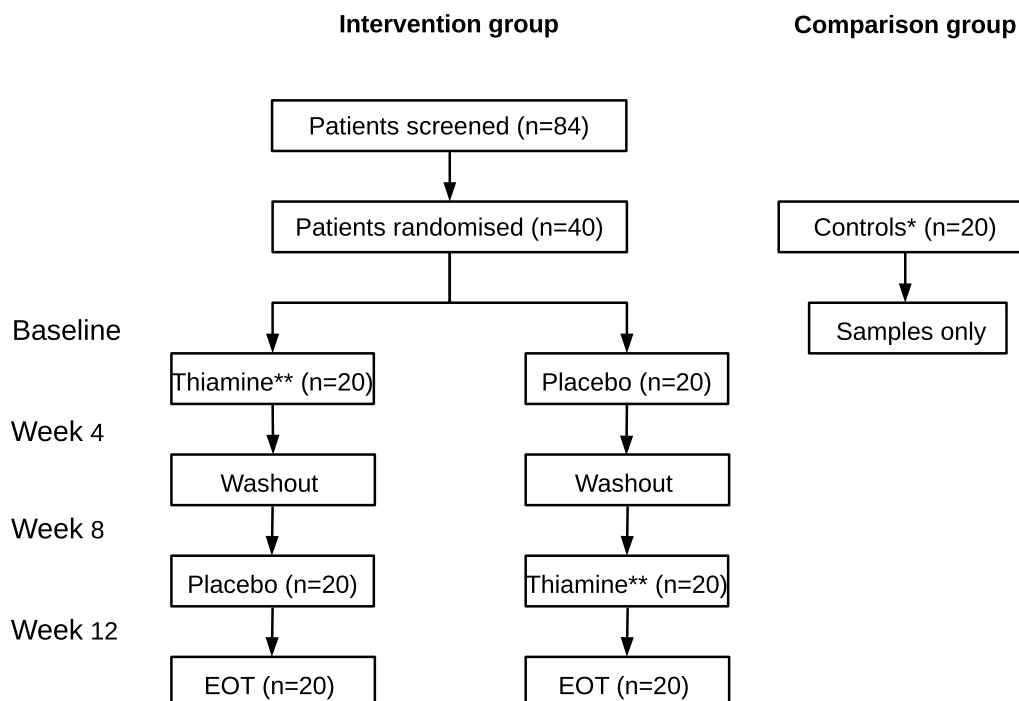 Intervention group
Comparison group
Patients screened (n=84)
Patients randomised (n=40)
Controls* (n=20)
Baseline
Samples only
Thiamine** (n=20)
Placebo (n=20)
Week 4
Washout
Washout
Week 8
Placebo (n=20)
Thiamine** (n=20)
Week 12
EOT (n=20)
EOT (n=20)